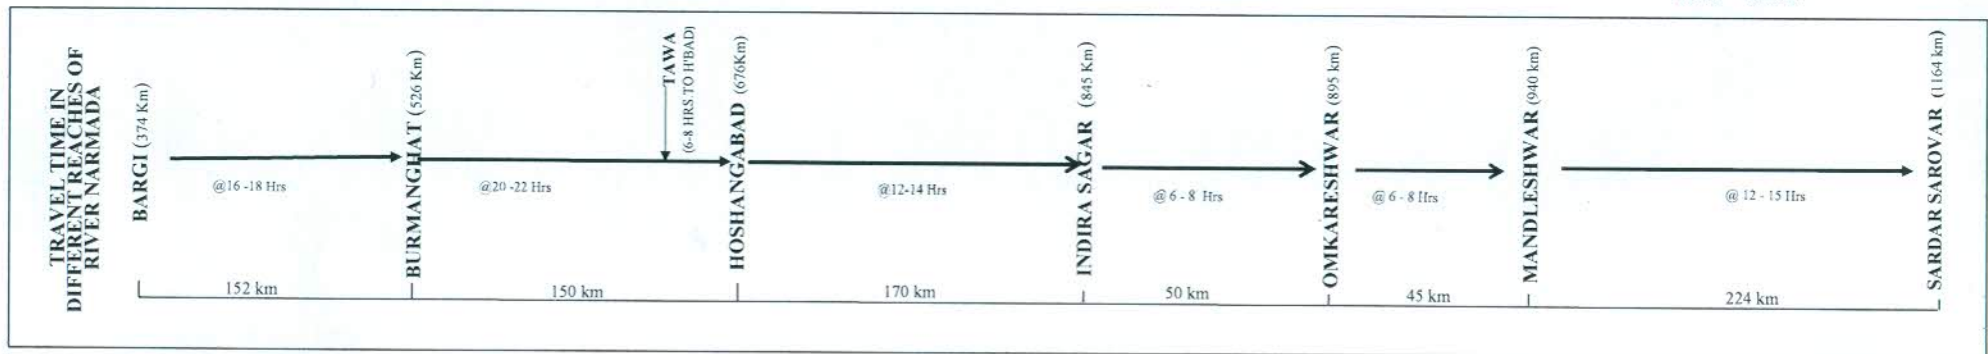 TRAVEL TIME IN
DIFFERENT REACHES OF
RIVER NARMADA
BARGI (374 Km)
@16 -18 Hrs
BURMANGHAT (526 Km)
@20 -22 Hrs
TAWA
(6-8 HRS.TO H'BAD)
HOSHANGABAD (676Km)
@12-14 Hrs
INDIRA SAGAR (845 Km)
@ 6 - 8 Hrs
OMKARESHWAR (895 km)
@ 6 - 8 Hrs
MANDLESHWAR (940 km)
@ 12 - 15 Hrs
SARDAR SAROVAR (1164 km)
152 km
150 km
170 km
50 km
45 km
224 km